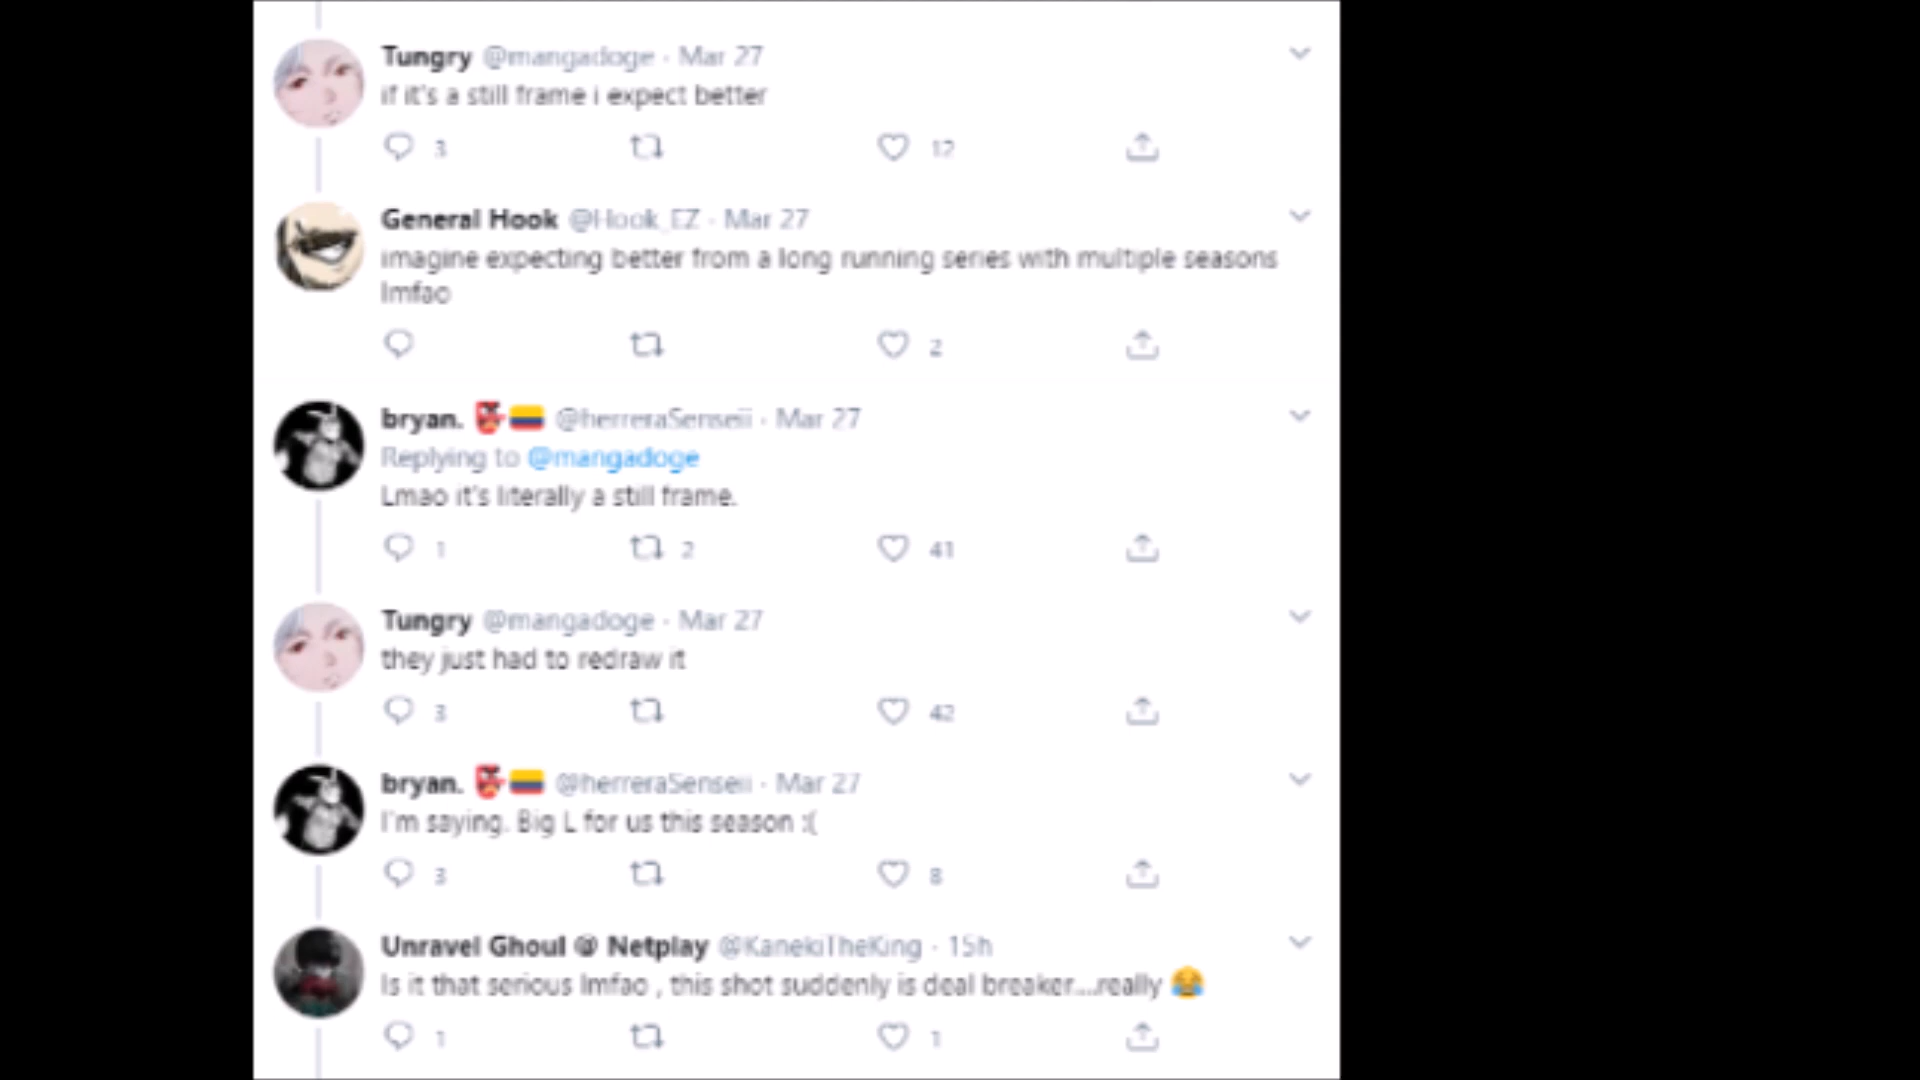 Tungry @mangadoge · Mar 27
if it's a still frame i expect better
3 12
General Hook @Hook_EZ · Mar 27
imagine expecting better from a long running series with multiple seasons
lmfao
2
bryan. 👺🇨🇴 @herreraSenseii · Mar 27
Replying to @mangadoge
Lmao it's literally a still frame.
1 2 41
Tungry @mangadoge · Mar 27
they just had to redraw it
3 42
bryan. 👺🇨🇴 @herreraSenseii · Mar 27
I'm saying. Big L for us this season :(
3 8
Unravel Ghoul @ Netplay @KanekiTheKing · 15h
Is it that serious lmfao , this shot suddenly is deal breaker....really 😂
1 1